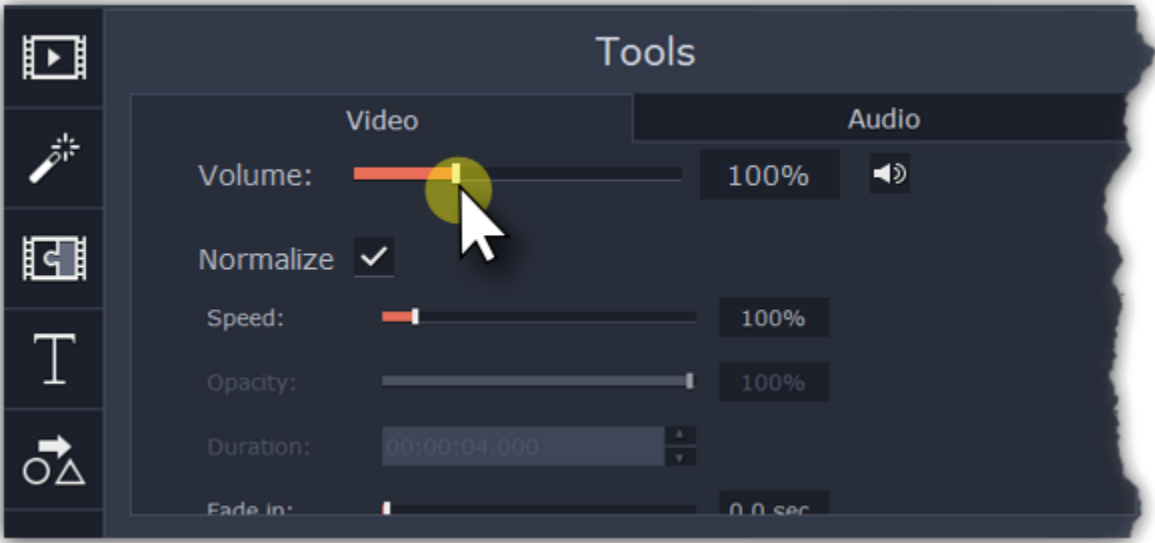 Tools
Video Audio
Volume: 100%
Normalize
Speed: 100%
Opacity: 100%
Duration: 00:00:04.000
Fade in: 0.0 sec